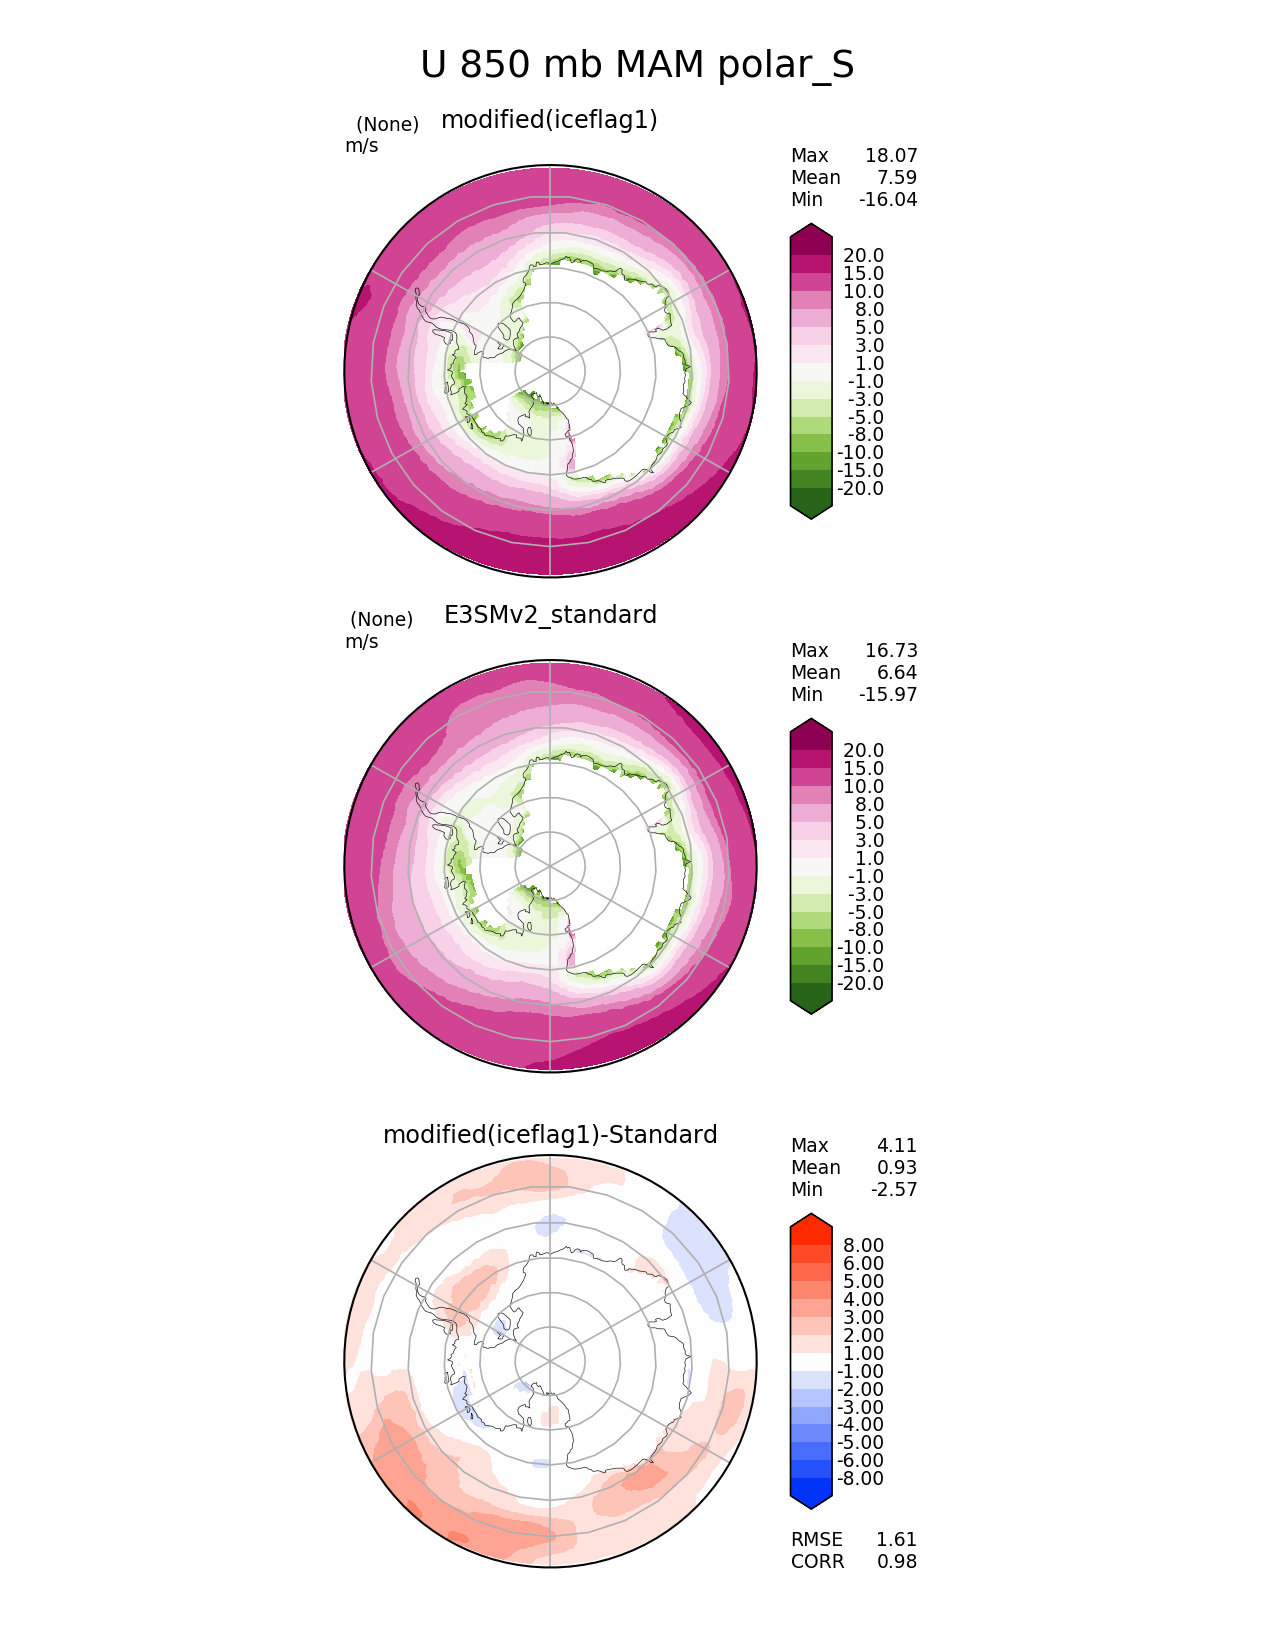 U 850 mb MAM polar_S
(None)
modified(iceflag1)
m/s
Max 18.07
Mean 7.59
Min -16.04
20.0
15.0
10.0
8.0
5.0
3.0
1.0
-1.0
-3.0
-5.0
-8.0
-10.0
-15.0
-20.0
(None)
E3SMv2_standard
m/s
Max 16.73
Mean 6.64
Min -15.97
20.0
15.0
10.0
8.0
5.0
3.0
1.0
-1.0
-3.0
-5.0
-8.0
-10.0
-15.0
-20.0
modified(iceflag1)-Standard
Max 4.11
Mean 0.93
Min -2.57
8.00
6.00
5.00
4.00
3.00
2.00
1.00
-1.00
-2.00
-3.00
-4.00
-5.00
-6.00
-8.00
RMSE 1.61
CORR 0.98